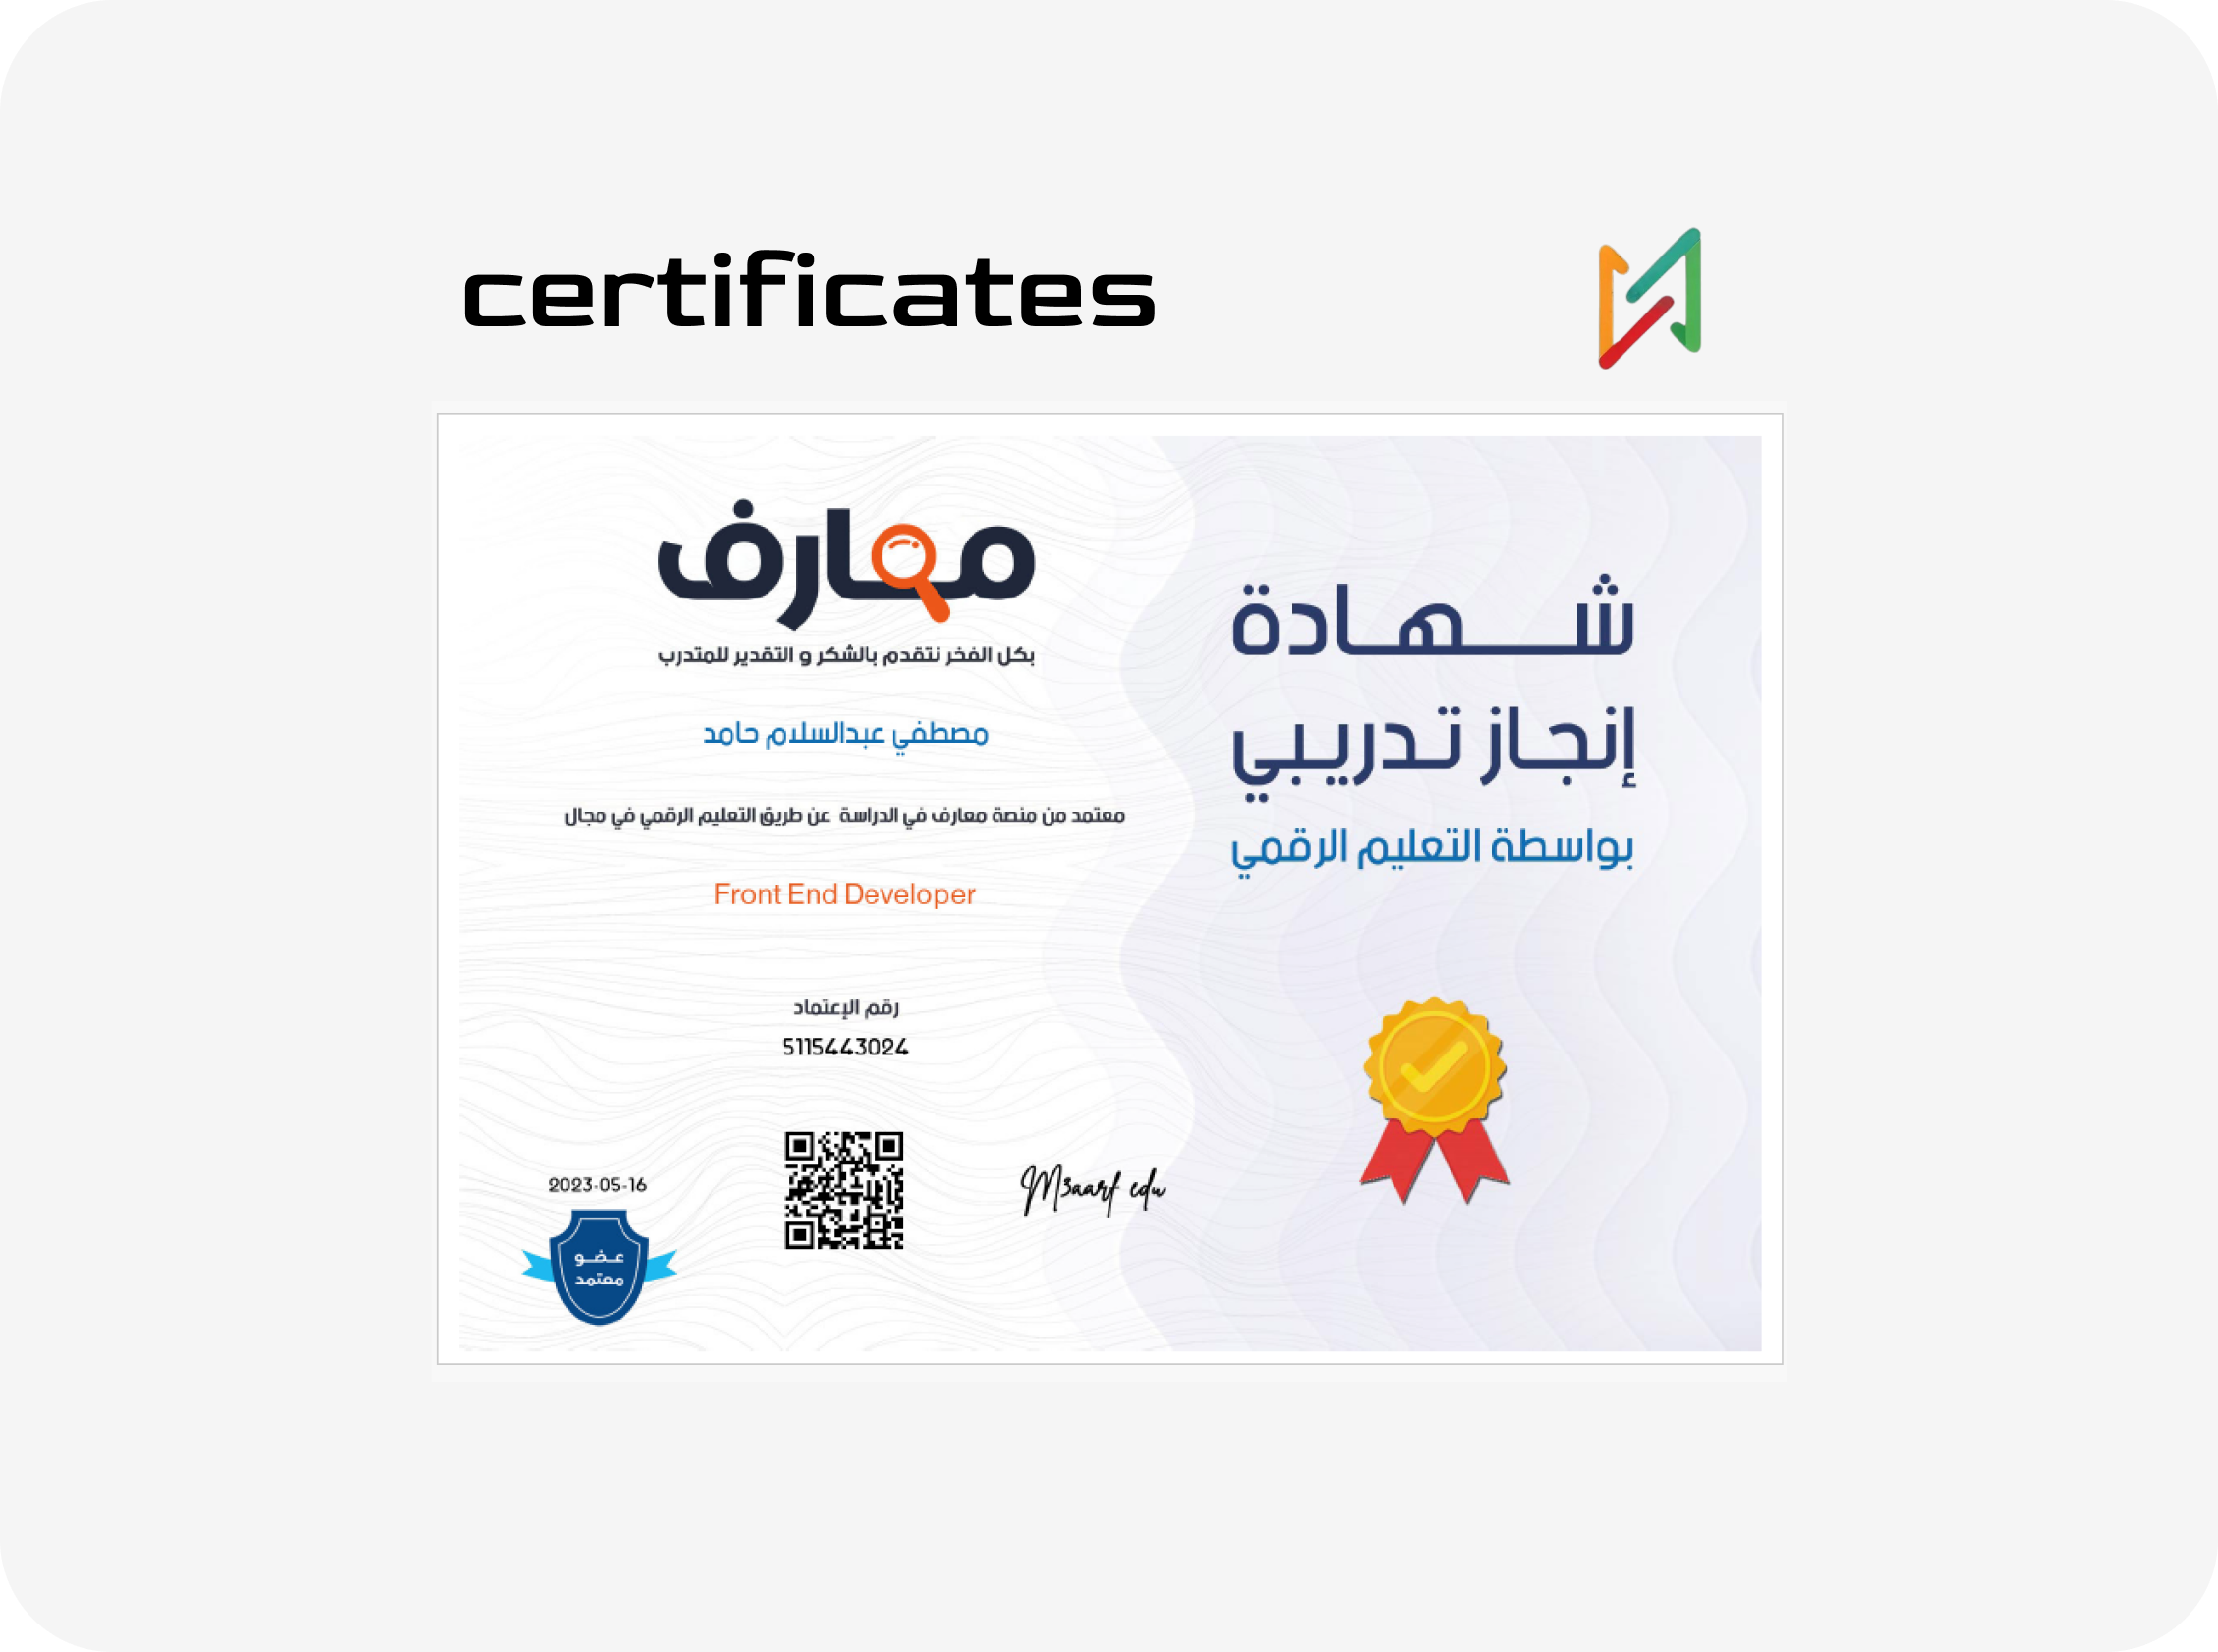 certificates
شهادة
إنجاز تدريبي
بواسطة التعليم الرقمي
معارف
بكل الفخر نتقدم بالشكر و التقدير للمتدرب
مصطفي عبدالسلام حامد
معتمد من منصة معارف في الدراسة عن طريق التعليم الرقمي في مجال
Front End Developer
رقم الإعتماد
5115443024
2023-05-16
عضو
معتمد
M3aarf edu